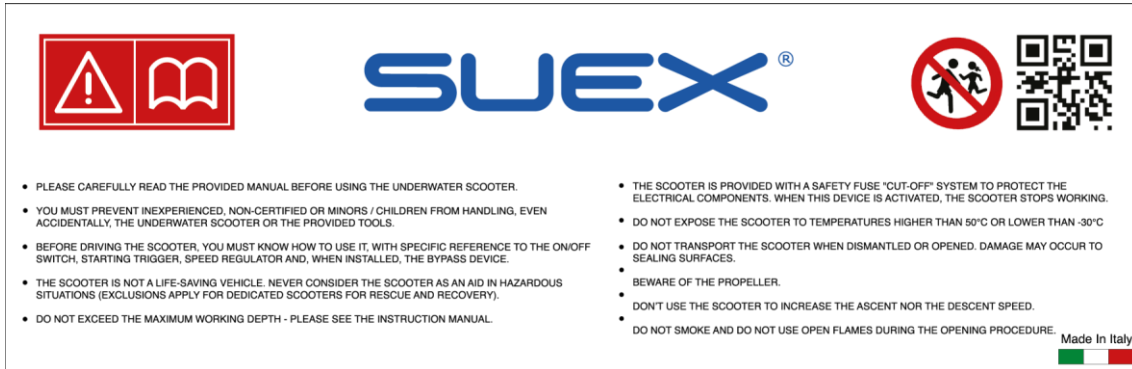 SUEX®
• PLEASE CAREFULLY READ THE PROVIDED MANUAL BEFORE USING THE UNDERWATER SCOOTER.
• YOU MUST PREVENT INEXPERIENCED, NON-CERTIFIED OR MINORS / CHILDREN FROM HANDLING, EVEN
ACCIDENTALLY, THE UNDERWATER SCOOTER OR THE PROVIDED TOOLS.
• BEFORE DRIVING THE SCOOTER, YOU MUST KNOW HOW TO USE IT, WITH SPECIFIC REFERENCE TO THE ON/OFF
SWITCH, STARTING TRIGGER, SPEED REGULATOR AND, WHEN INSTALLED, THE BYPASS DEVICE.
• THE SCOOTER IS NOT A LIFE-SAVING VEHICLE. NEVER CONSIDER THE SCOOTER AS AN AID IN HAZARDOUS
SITUATIONS (EXCLUSIONS APPLY FOR DEDICATED SCOOTERS FOR RESCUE AND RECOVERY).
• DO NOT EXCEED THE MAXIMUM WORKING DEPTH - PLEASE SEE THE INSTRUCTION MANUAL.
• THE SCOOTER IS PROVIDED WITH A SAFETY FUSE "CUT-OFF" SYSTEM TO PROTECT THE
ELECTRICAL COMPONENTS. WHEN THIS DEVICE IS ACTIVATED, THE SCOOTER STOPS WORKING.
• DO NOT EXPOSE THE SCOOTER TO TEMPERATURES HIGHER THAN 50°C OR LOWER THAN -30°C
• DO NOT TRANSPORT THE SCOOTER WHEN DISMANTLED OR OPENED. DAMAGE MAY OCCUR TO
SEALING SURFACES.
• BEWARE OF THE PROPELLER.
• DON'T USE THE SCOOTER TO INCREASE THE ASCENT NOR THE DESCENT SPEED.
• DO NOT SMOKE AND DO NOT USE OPEN FLAMES DURING THE OPENING PROCEDURE.
Made In Italy